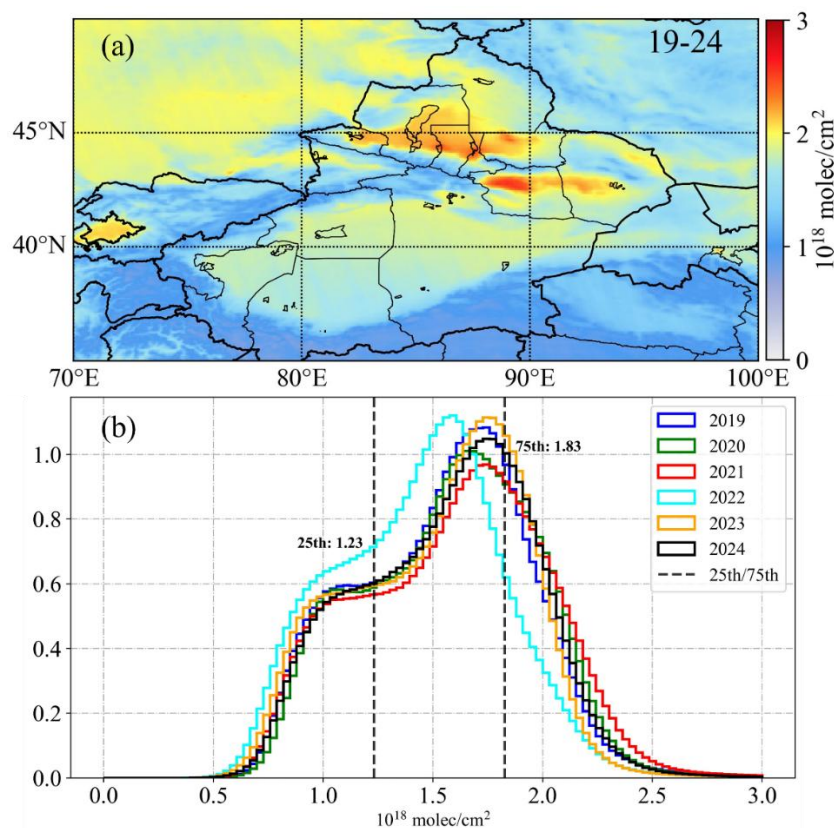 (a)
19-24
45°N
40°N
70°E
80°E
90°E
100°E
3
2
1
0
10¹⁸ molec/cm²
(b)
1.0
0.8
0.6
0.4
0.2
0.0
25th: 1.23
75th: 1.83
2019
2020
2021
2022
2023
2024
25th/75th
0.0
0.5
1.0
1.5
2.0
2.5
3.0
10¹⁸ molec/cm²